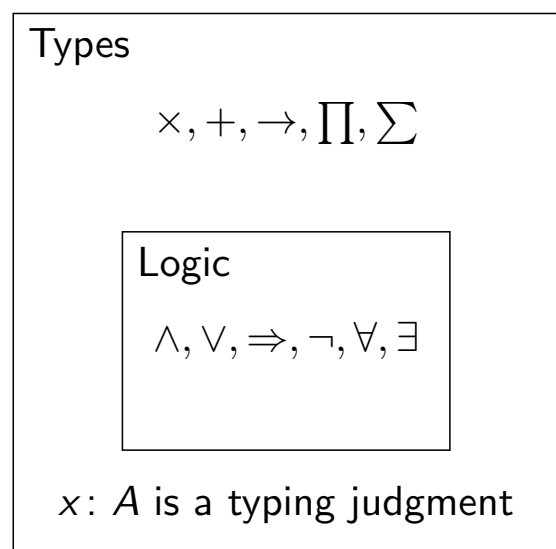 Types
×, +, →, ∏, ∑
Logic
∧, ∨, ⇒, ¬, ∀, ∃
x : A is a typing judgment